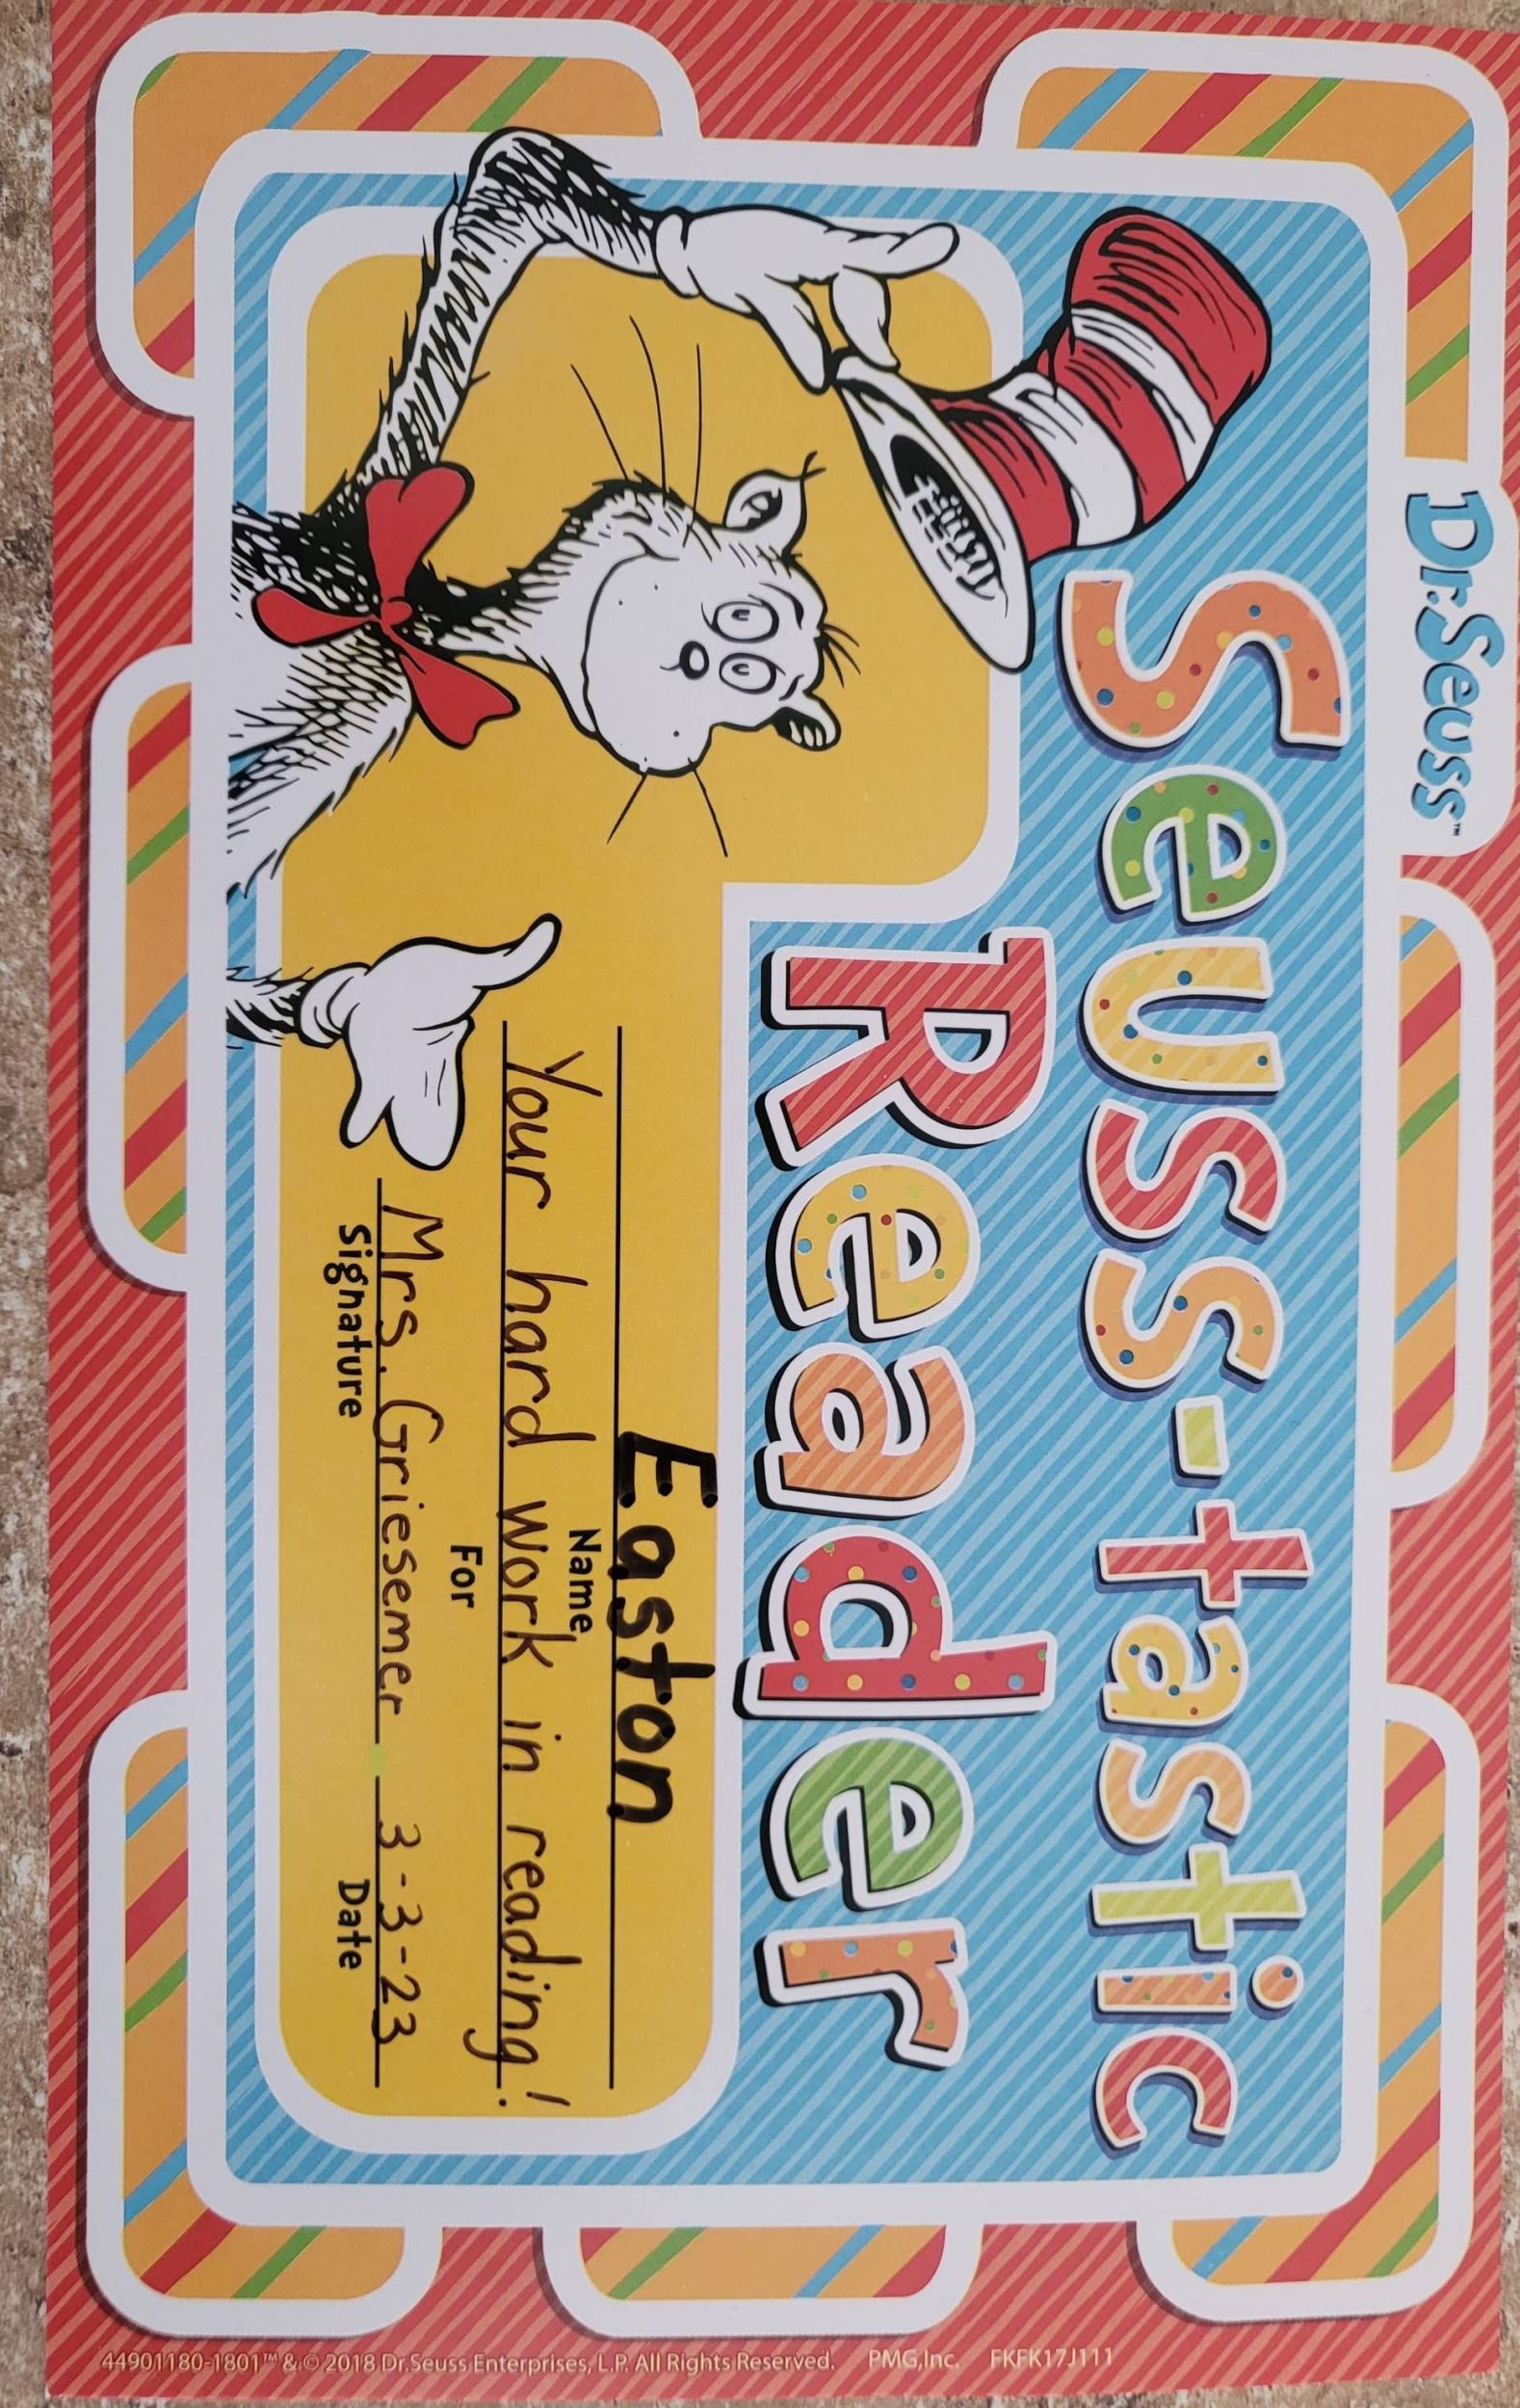 Dr. Seuss™
Seuss-tastic
Reader
Easton
Name
Your hard work in reading!
For
Mrs. Griesemer 3-3-23
Signature Date
44901180-1801™ & © 2018 Dr. Seuss Enterprises, L.P. All Rights Reserved. PMG,Inc. FKFK17J111